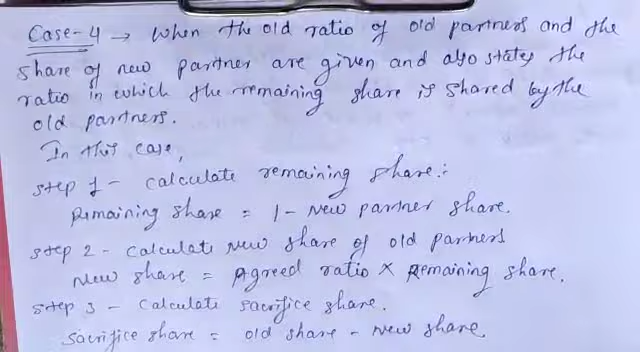 Case-4 → When the old ratio of old partners and the
share of new partner are given and also states the
ratio in which the remaining share is shared by the
old partners.
In this case,
step 1 - calculate remaining share:-
Remaining share = 1 - New partner share.
step 2 - calculate new share of old partners
New share = Agreed ratio × Remaining share.
step 3 - calculate sacrifice share.
Sacrifice share = old share - new share